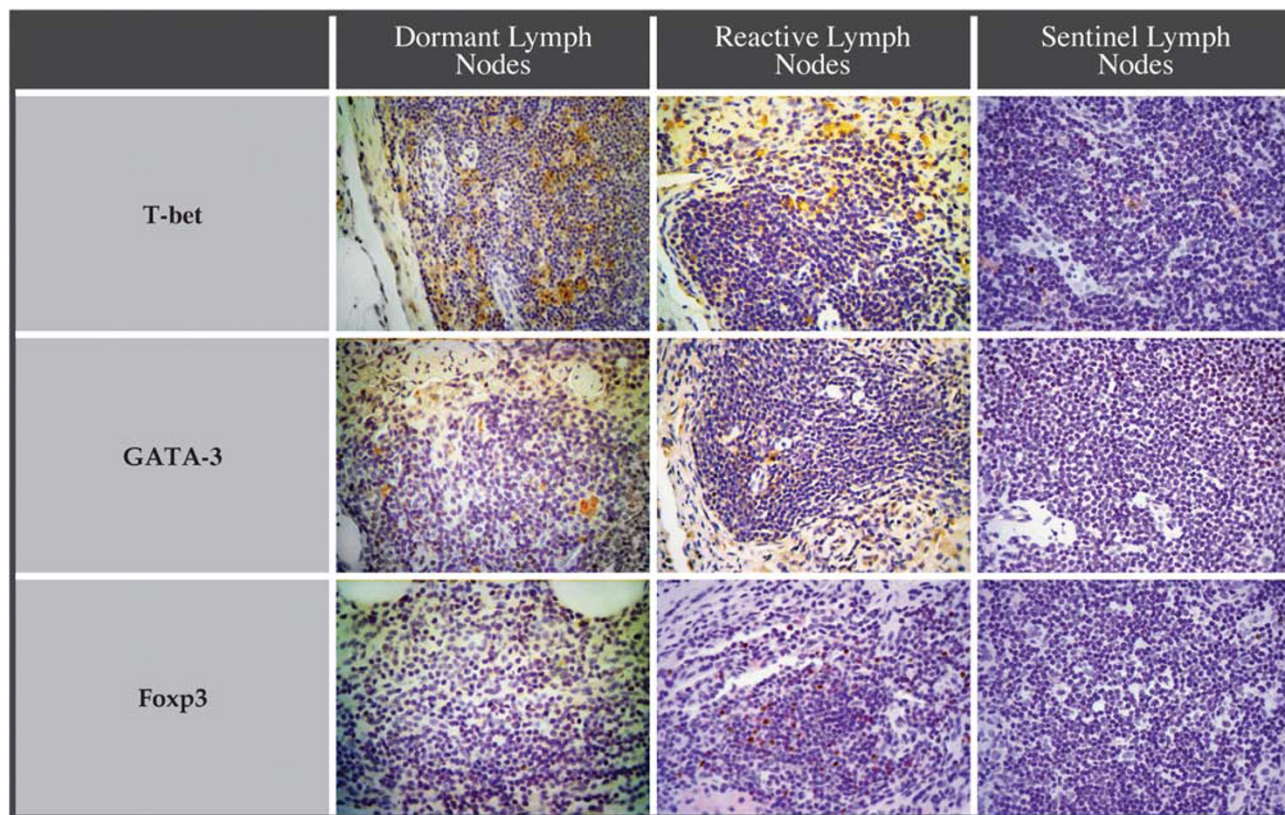 Dormant Lymph
Nodes
Reactive Lymph
Nodes
Sentinel Lymph
Nodes
T-bet
GATA-3
Foxp3